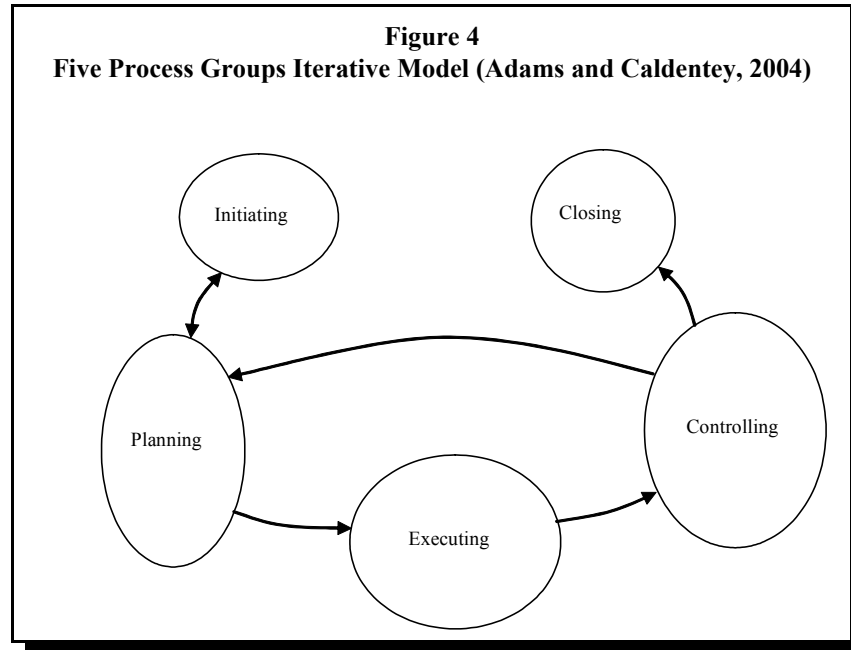 Figure 4
Five Process Groups Iterative Model (Adams and Caldentey, 2004)
Initiating
Closing
Planning
Controlling
Executing